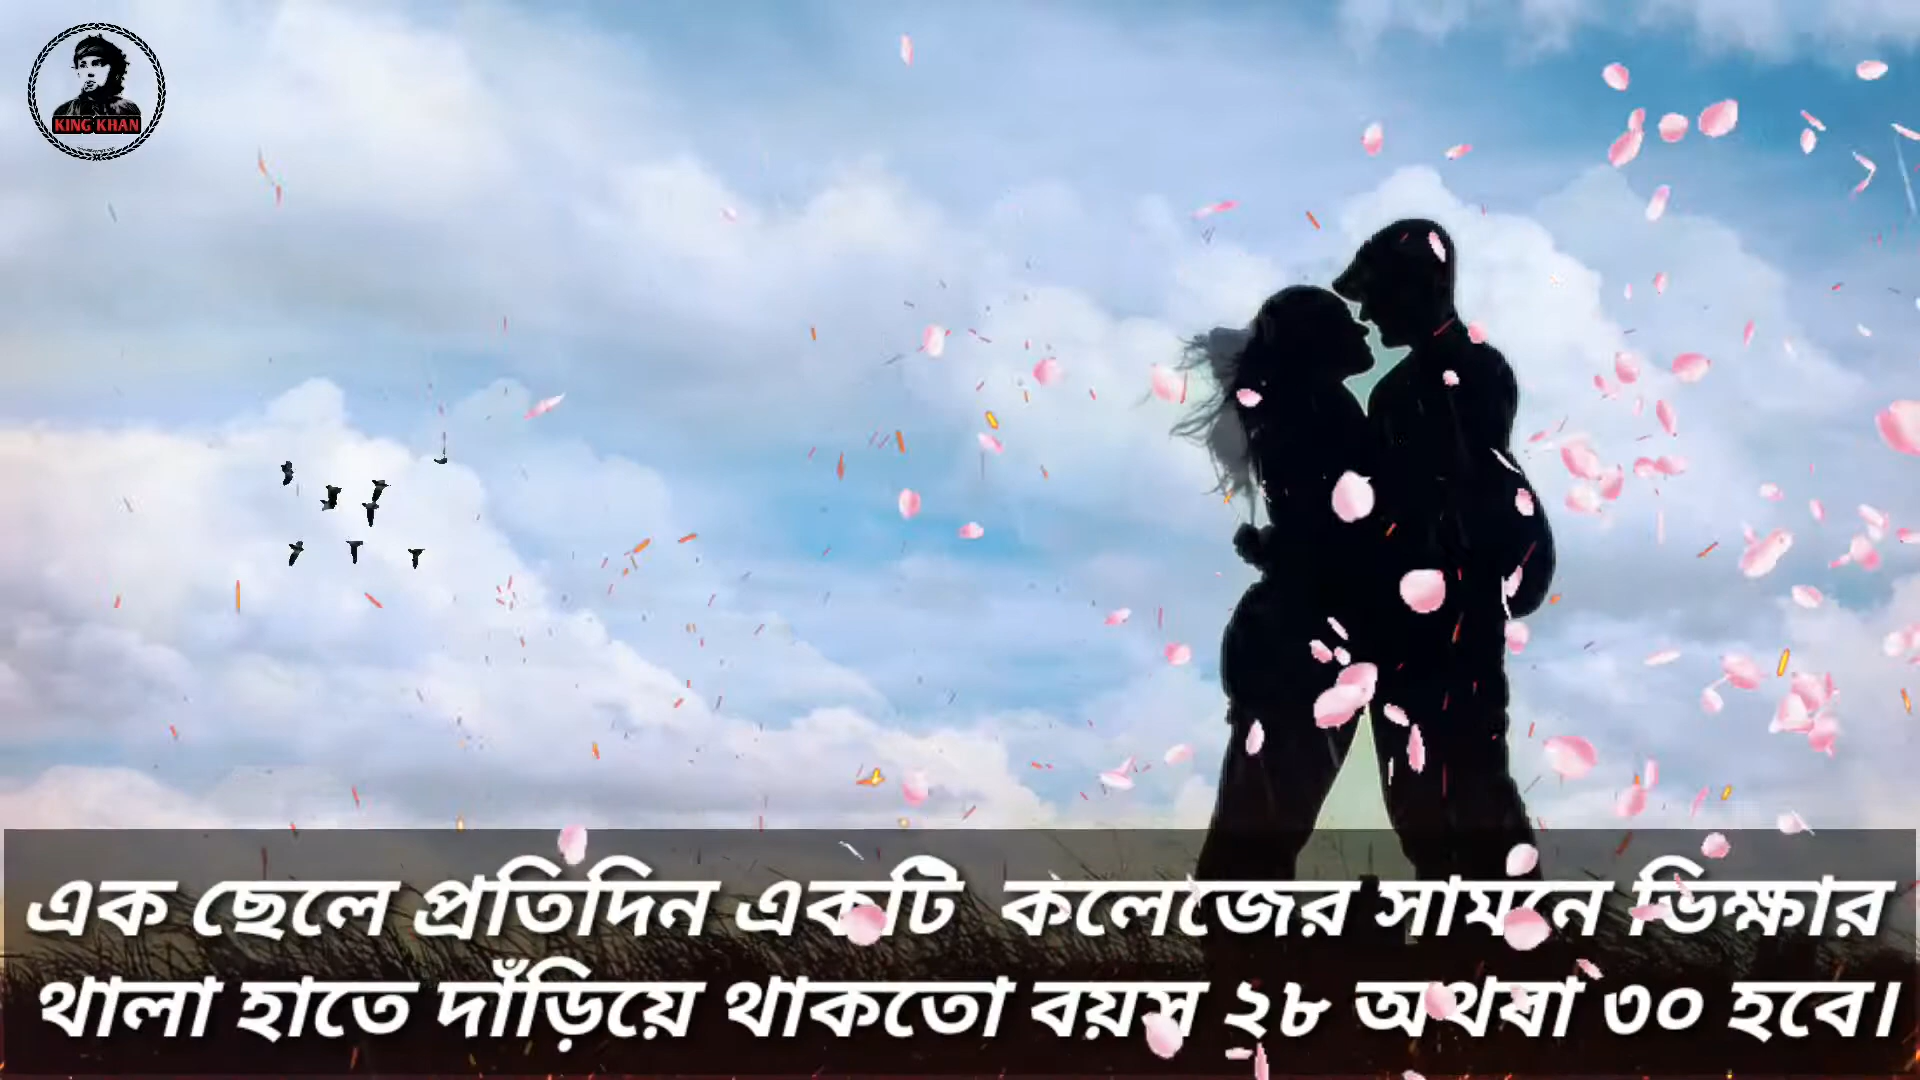 KING KHAN
এক ছেলে প্রতিদিন একটি কলেজের সামনে ভিক্ষার
থালা হাতে দাঁড়িয়ে থাকতো বয়স ২৮ অথবা ৩০ হবে।